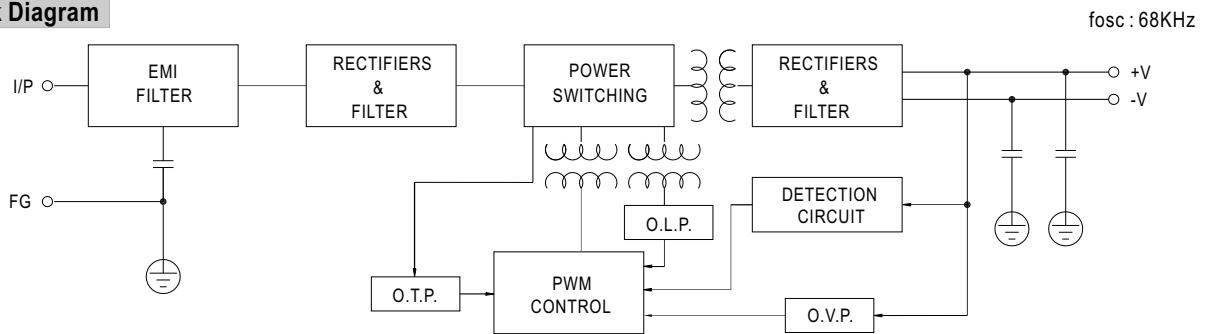 Diagram
fosc : 68KHz
I/P
EMI
FILTER
RECTIFIERS
&
FILTER
POWER
SWITCHING
RECTIFIERS
&
FILTER
+V
-V
FG
DETECTION
CIRCUIT
O.L.P.
O.T.P.
PWM
CONTROL
O.V.P.